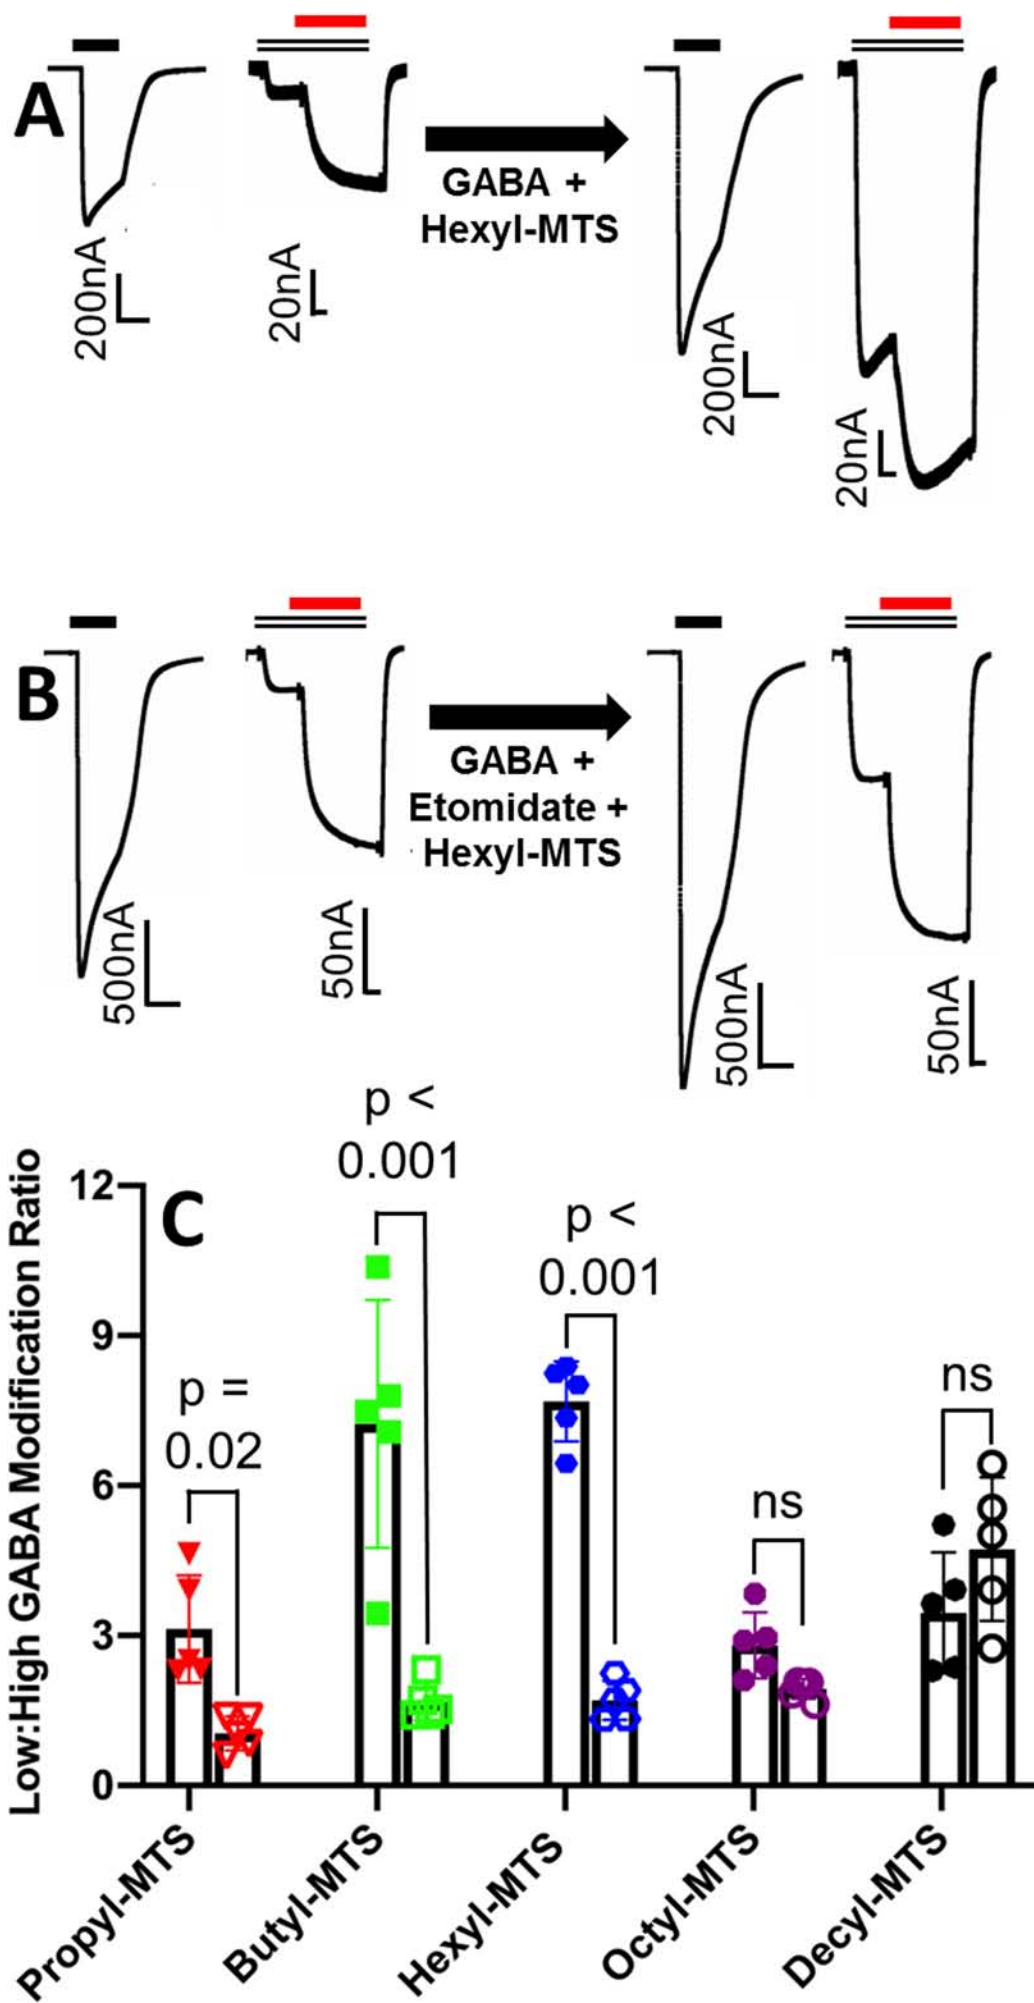 A
GABA +
Hexyl-MTS
200nA
20nA
200nA
20nA
B
GABA +
Etomidate +
Hexyl-MTS
500nA
50nA
500nA
50nA
C
Low:High GABA Modification Ratio
12
9
6
3
0
p =
0.02
p <
0.001
p <
0.001
ns
ns
Propyl-MTS
Butyl-MTS
Hexyl-MTS
Octyl-MTS
Decyl-MTS